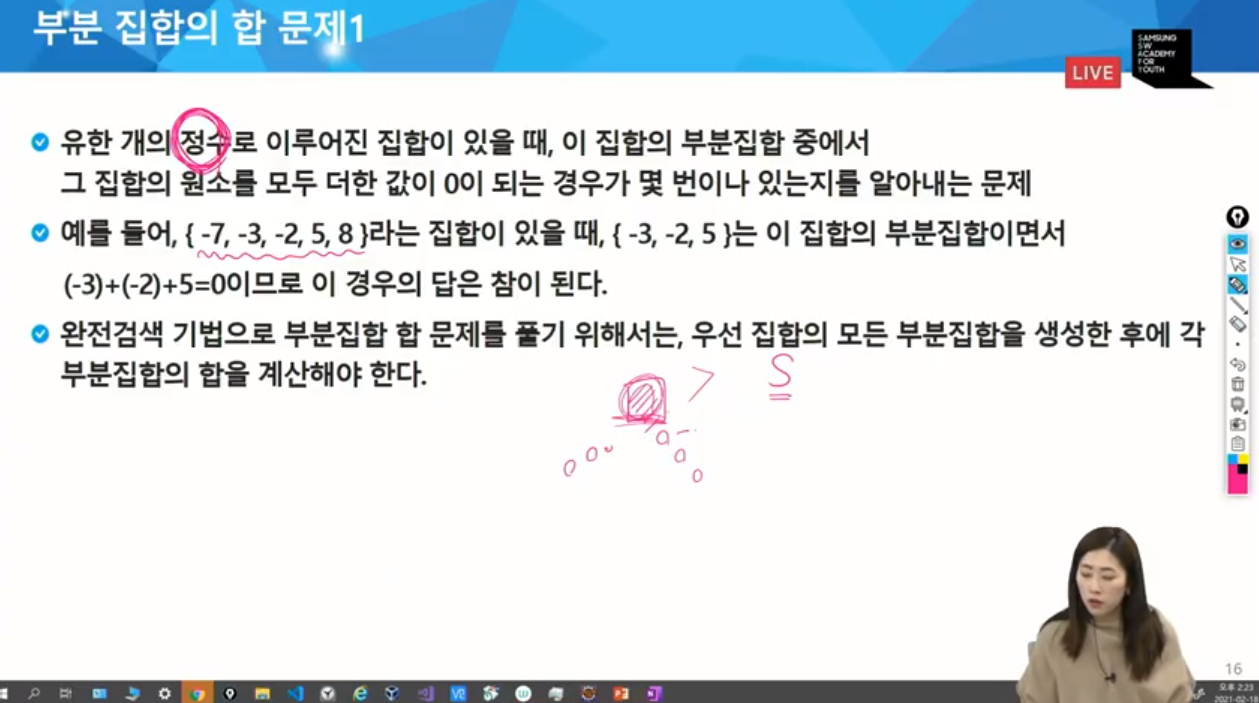 부분 집합의 합 문제1
SAMSUNG
SW
ACADEMY
FOR
YOUTH
LIVE
유한 개의 정수로 이루어진 집합이 있을 때, 이 집합의 부분집합 중에서
그 집합의 원소를 모두 더한 값이 0이 되는 경우가 몇 번이나 있는지를 알아내는 문제
예를 들어, { -7, -3, -2, 5, 8 }라는 집합이 있을 때, { -3, -2, 5 }는 이 집합의 부분집합이면서
(-3)+(-2)+5=0이므로 이 경우의 답은 참이 된다.
완전검색 기법으로 부분집합 합 문제를 풀기 위해서는, 우선 집합의 모든 부분집합을 생성한 후에 각
부분집합의 합을 계산해야 한다.
> S
16
오후 2:23
2021-02-18